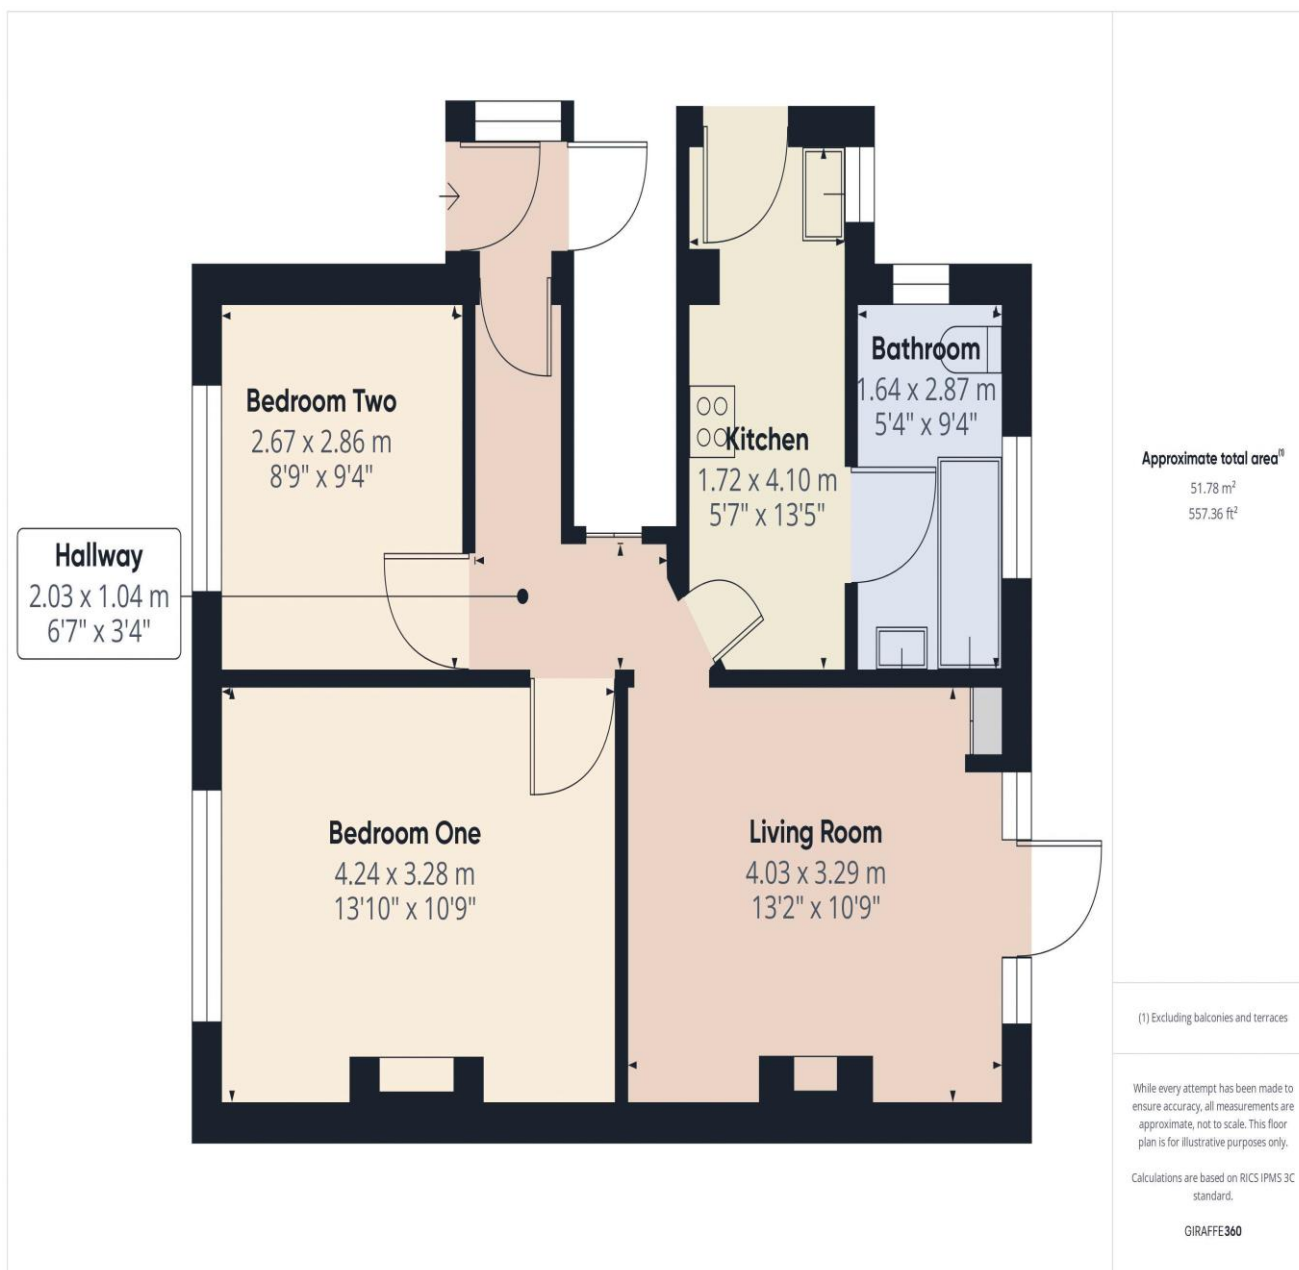 Bedroom Two
2.67 x 2.86 m
8'9" x 9'4"
Hallway
2.03 x 1.04 m
6'7" x 3'4"
Kitchen
1.72 x 4.10 m
5'7" x 13'5"
Bathroom
1.64 x 2.87 m
5'4" x 9'4"
Bedroom One
4.24 x 3.28 m
13'10" x 10'9"
Living Room
4.03 x 3.29 m
13'2" x 10'9"
Approximate total area(1)
51.78 m²
557.36 ft²
(1) Excluding balconies and terraces
While every attempt has been made to
ensure accuracy, all measurements are
approximate, not to scale. This floor
plan is for illustrative purposes only.
Calculations are based on RICS IPMS 3C
standard.
GIRAFFE360